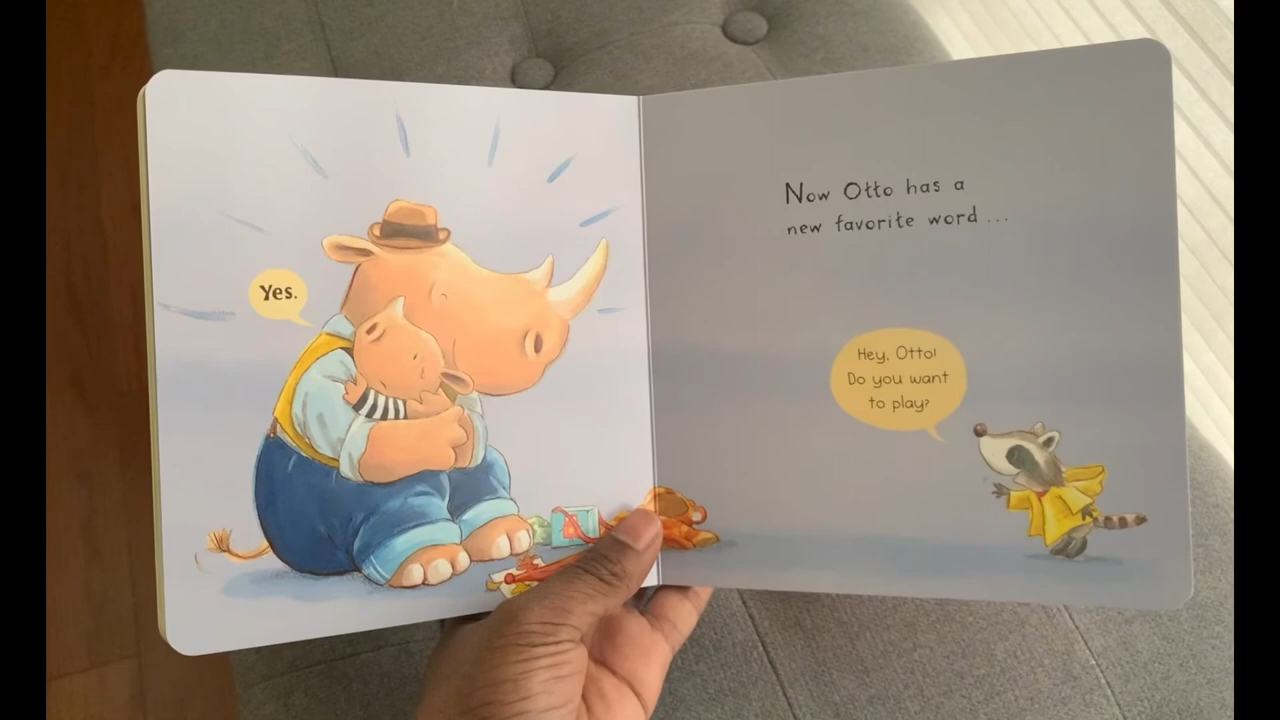 Yes.
Now Otto has a
new favorite word...
Hey, Otto!
Do you want
to play?